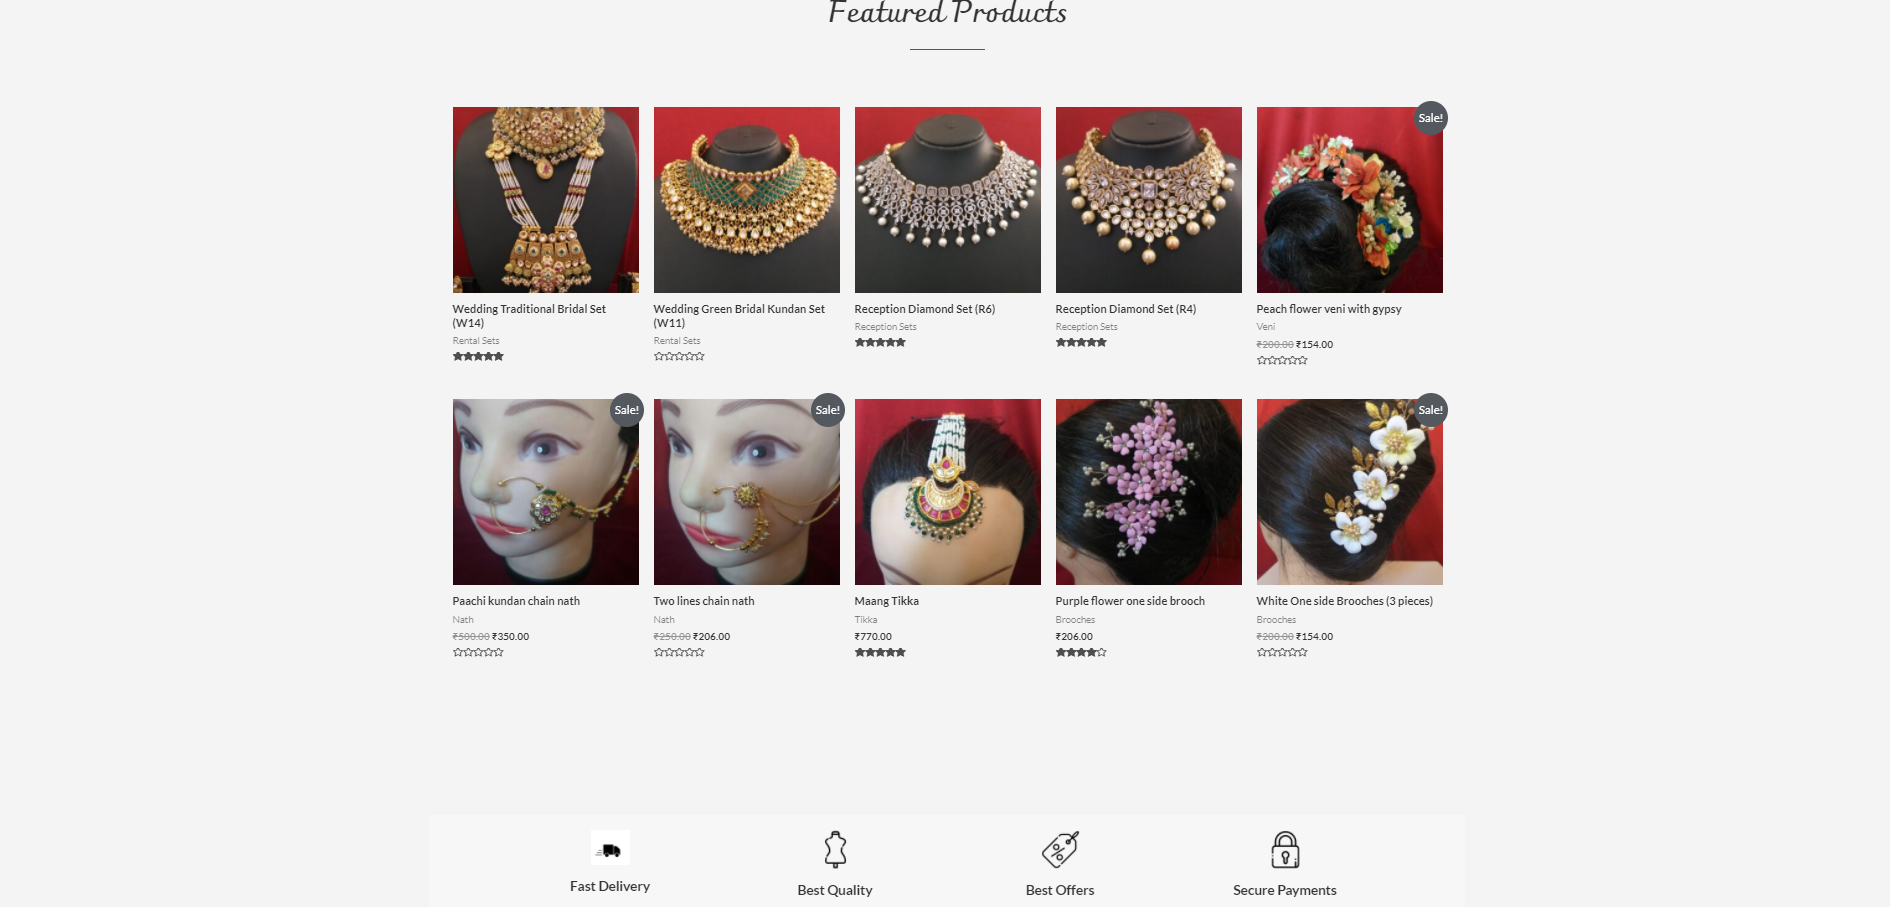 Featured Products
Sale!
Wedding Traditional Bridal Set
(W14)
Rental Sets
Wedding Green Bridal Kundan Set
(W11)
Rental Sets
Reception Diamond Set (R6)
Reception Sets
Reception Diamond Set (R4)
Reception Sets
Peach flower veni with gypsy
Veni
₹200.00 ₹154.00
Sale!
Sale!
Sale!
Paachi kundan chain nath
Nath
₹500.00 ₹350.00
Two lines chain nath
Nath
₹250.00 ₹206.00
Maang Tikka
Tikka
₹770.00
Purple flower one side brooch
Brooches
₹206.00
White One side Brooches (3 pieces)
Brooches
₹200.00 ₹154.00
Fast Delivery
Best Quality
Best Offers
Secure Payments